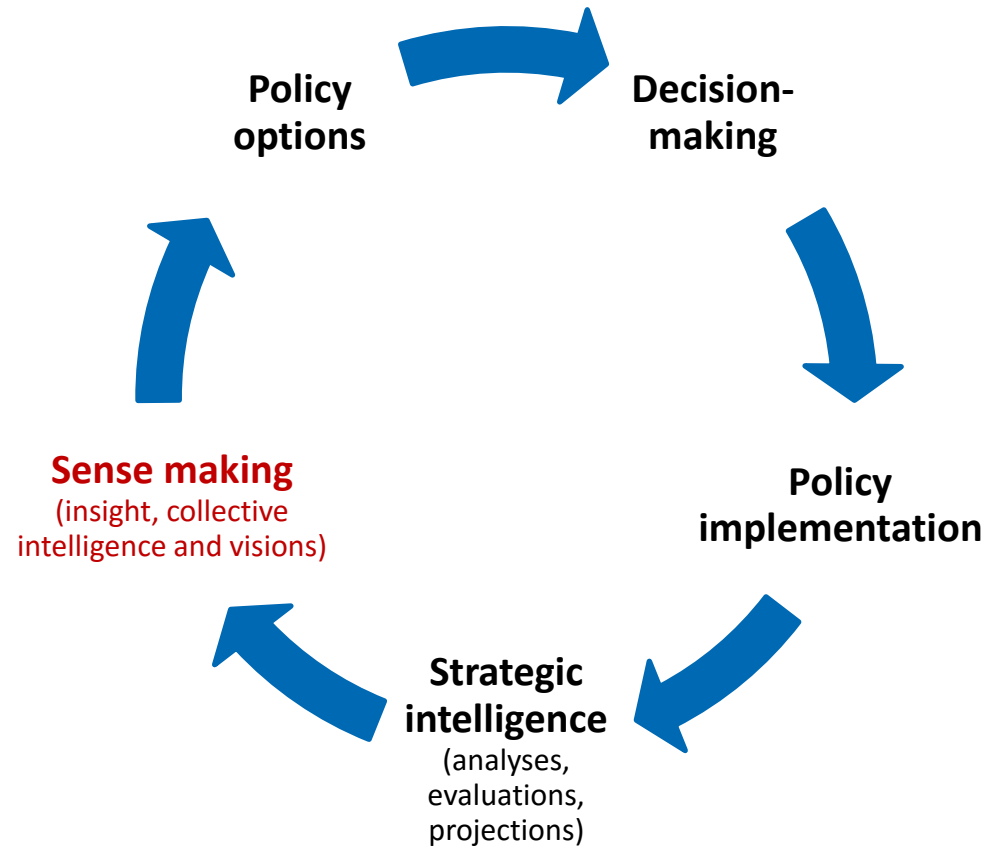 Policy
options
Decision-
making
Policy
implementation
Strategic
intelligence
(analyses,
evaluations,
projections)
Sense making
(insight, collective
intelligence and visions)